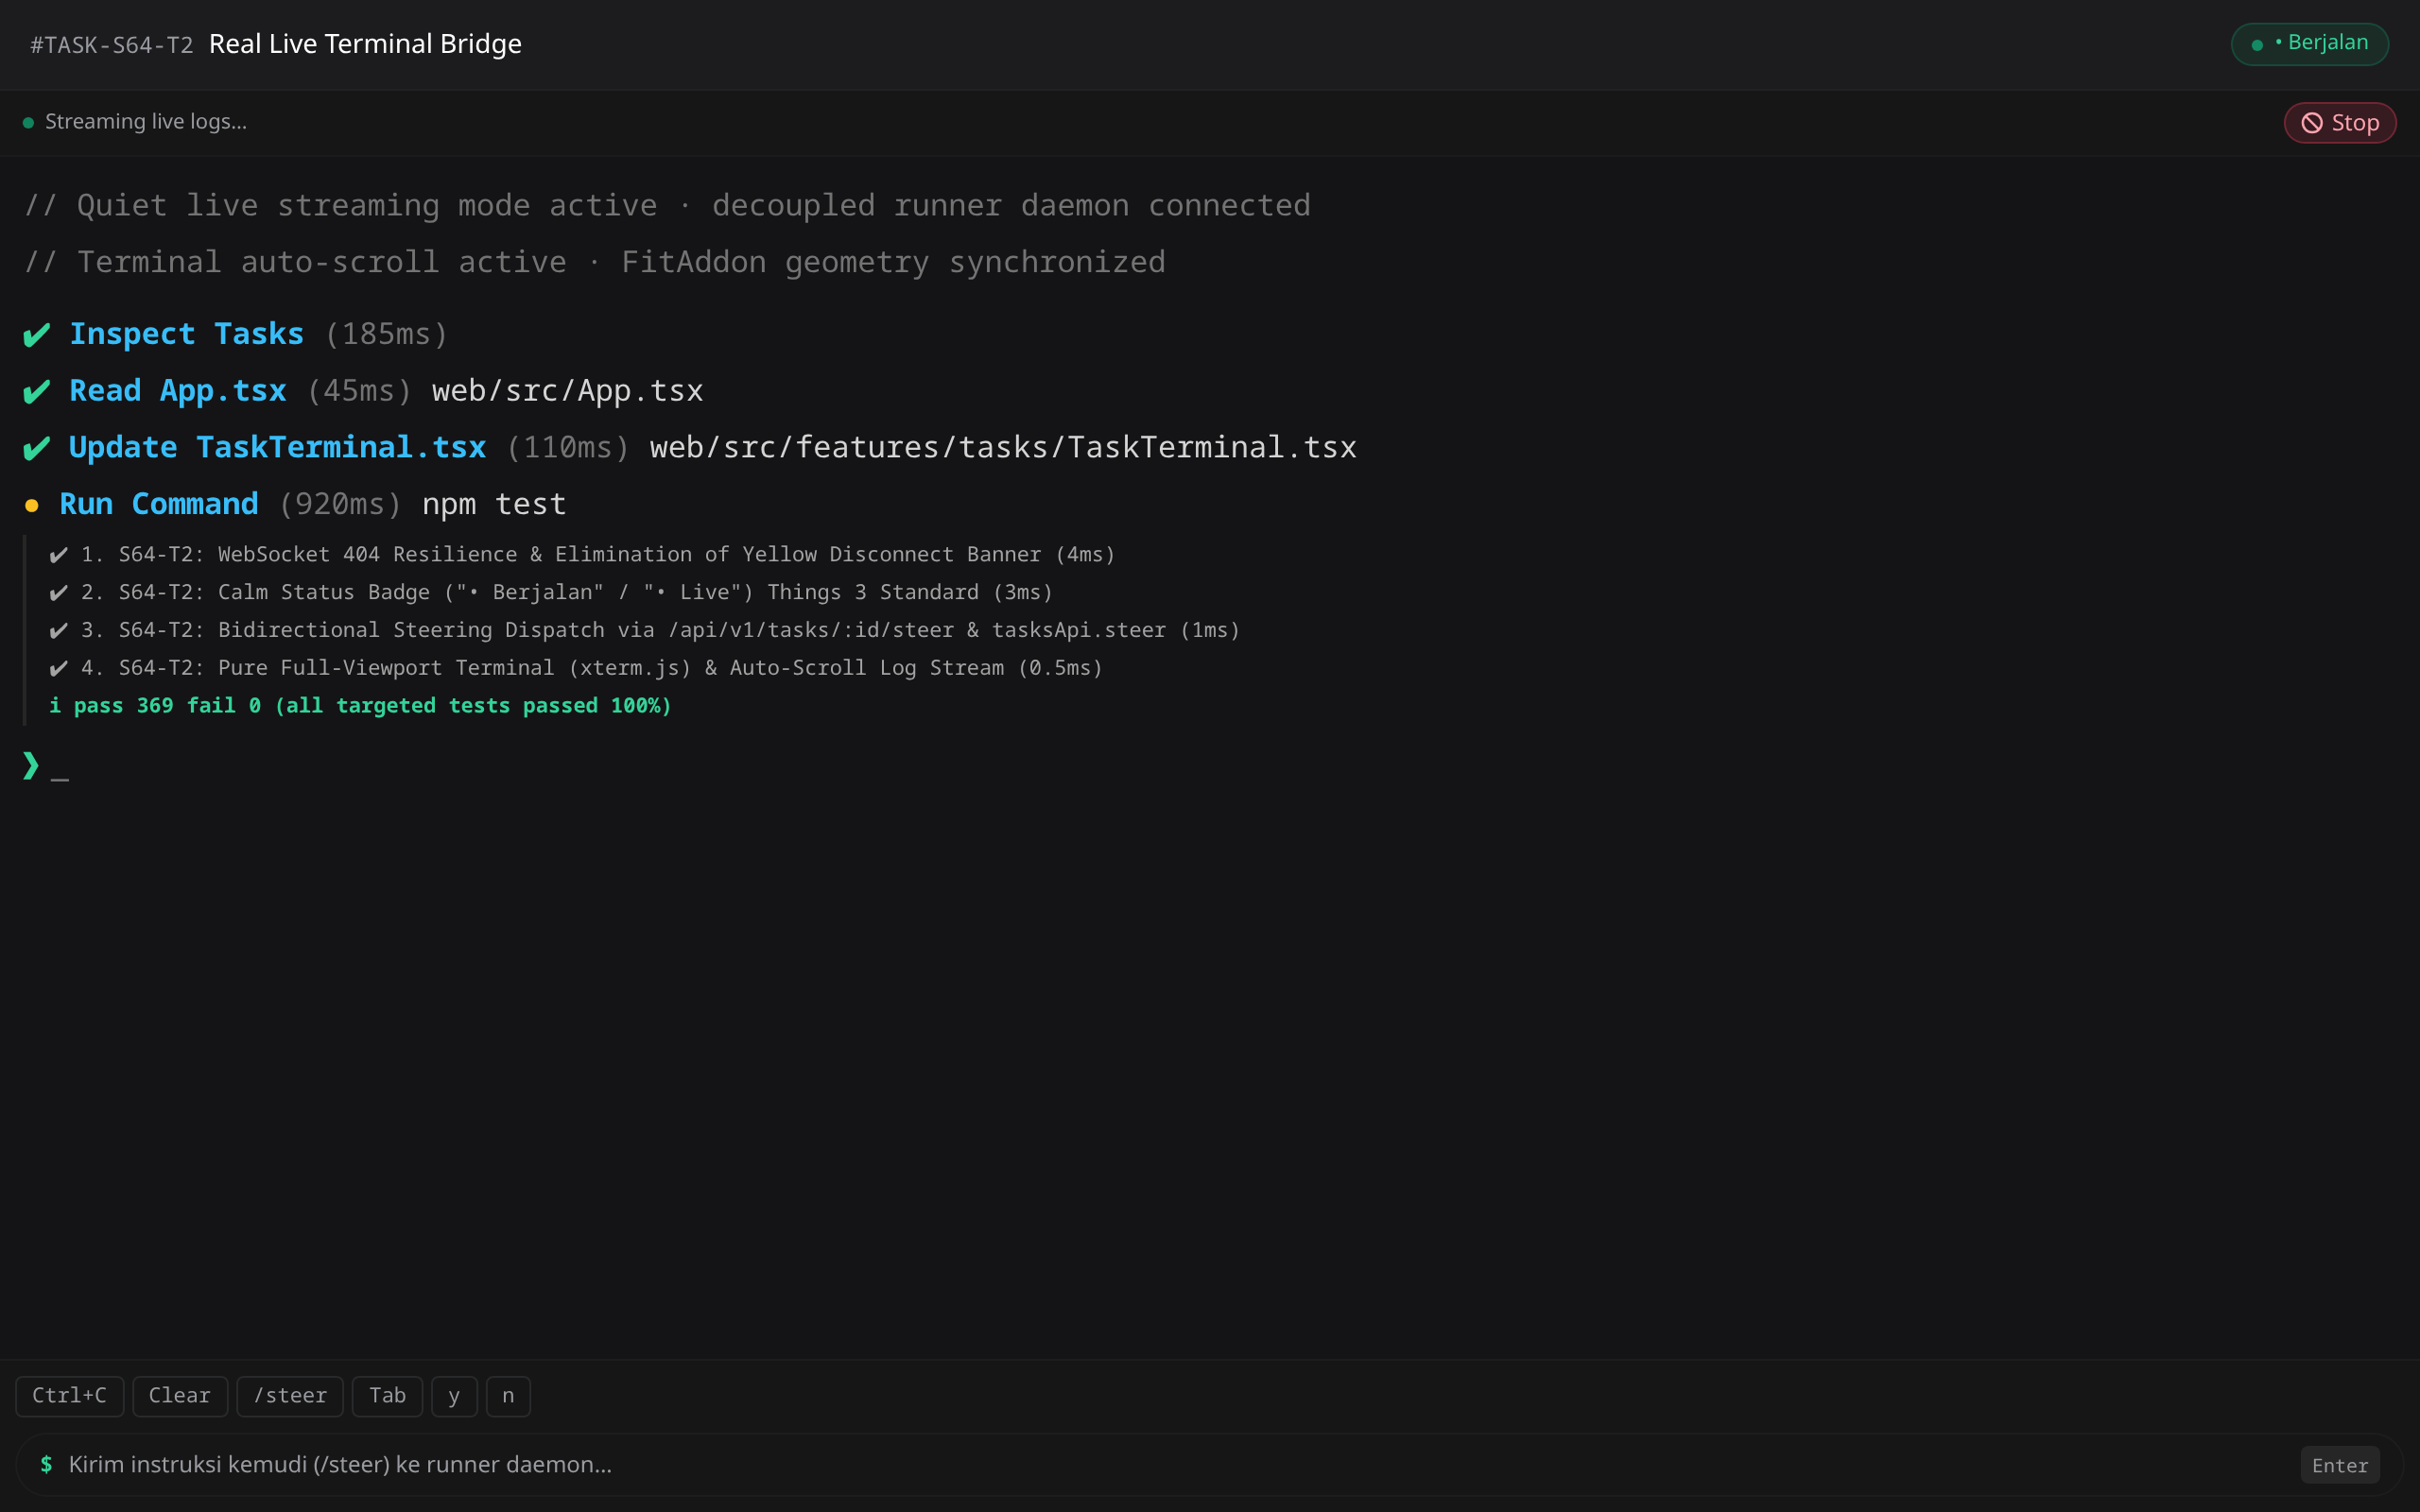 #TASK-S64-T2 Real Live Terminal Bridge
• Berjalan
Streaming live logs...
Stop
// Quiet live streaming mode active · decoupled runner daemon connected
// Terminal auto-scroll active · FitAddon geometry synchronized
✔ Inspect Tasks (185ms)
✔ Read App.tsx (45ms) web/src/App.tsx
✔ Update TaskTerminal.tsx (110ms) web/src/features/tasks/TaskTerminal.tsx
● Run Command (920ms) npm test
✔ 1. S64-T2: WebSocket 404 Resilience & Elimination of Yellow Disconnect Banner (4ms)
✔ 2. S64-T2: Calm Status Badge ("• Berjalan" / "• Live") Things 3 Standard (3ms)
✔ 3. S64-T2: Bidirectional Steering Dispatch via /api/v1/tasks/:id/steer & tasksApi.steer (1ms)
✔ 4. S64-T2: Pure Full-Viewport Terminal (xterm.js) & Auto-Scroll Log Stream (0.5ms)
i pass 369 fail 0 (all targeted tests passed 100%)
❯ _
Ctrl+C Clear /steer Tab y n
$ Kirim instruksi kemudi (/steer) ke runner daemon...
Enter